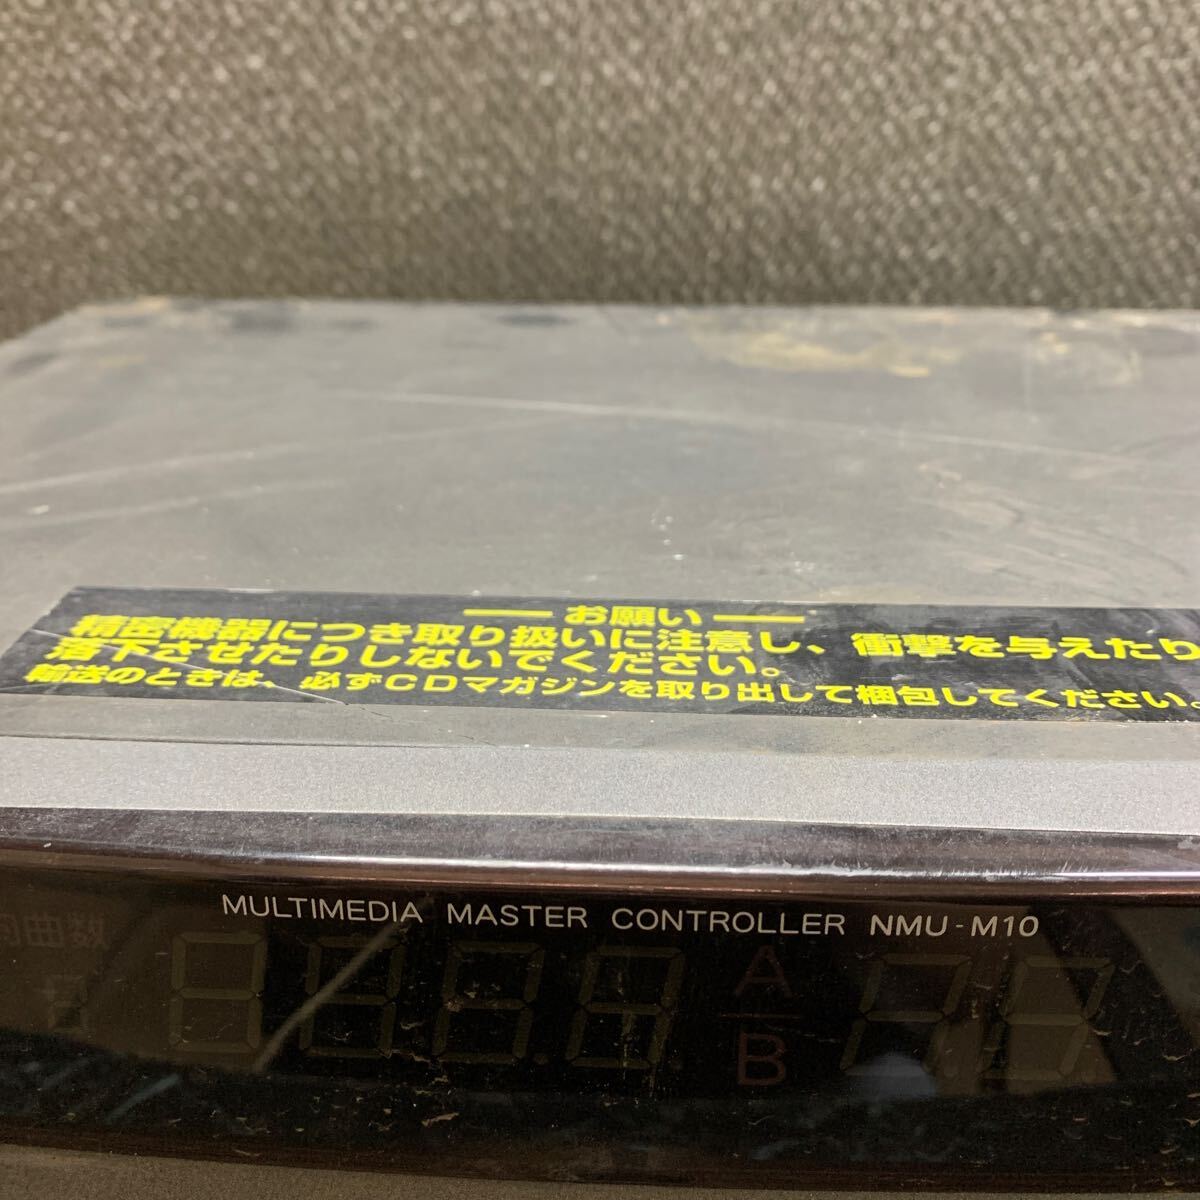 お願い
精密機器につき取り扱いに注意し、衝撃を与えたり
落下させたりしないでください。
輸送のときは、必ずCDマガジンを取り出して梱包してください。
MULTIMEDIA MASTER CONTROLLER NMU-M10
曲数
A
B